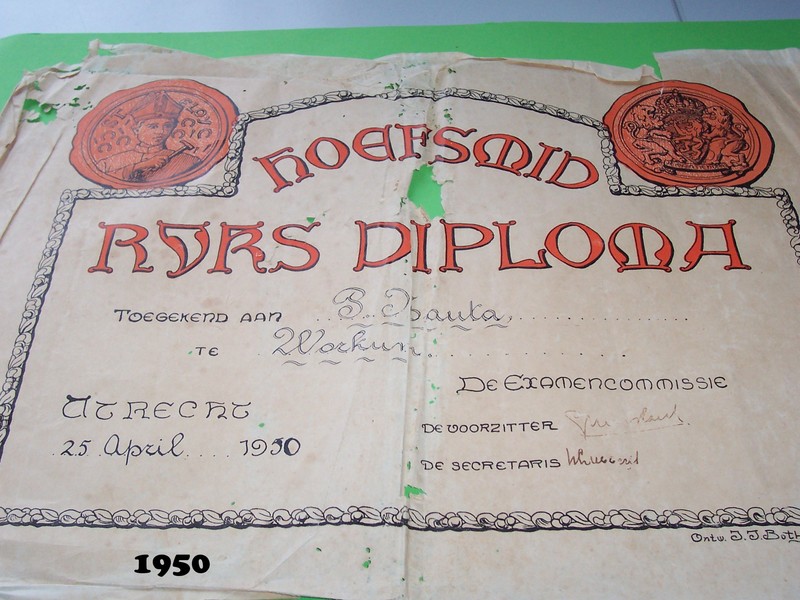 HOEFSMID
RYKS DIPLOMA
TOEGEKEND AAN
TE Workum.
DE EXAMENCOMMISSIE
UTRECHT
25 April 1950
DE VOORZITTER
DE SECRETARIS
Ontw. J. J. Both
1950